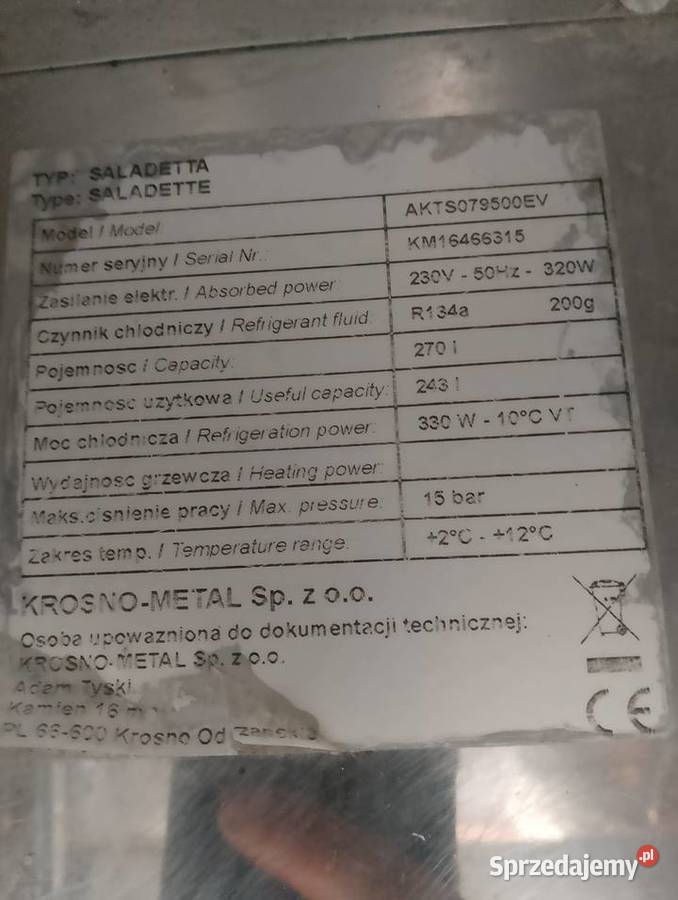 TYP: SALADETTA
Type: SALADETTE
Model / Model AKTS079500EV
Numer seryjny / Serial Nr.: KM16466315
Zasilanie elektr. / Absorbed power 230V - 50Hz - 320W
Czynnik chlodniczy / Refrigerant fluid: R134a 200g
Pojemnosc / Capacity: 270 l
Pojemnosc uzytkowa / Useful capacity: 243 l
Moc chlodnicza / Refrigeration power: 330 W - 10°C VT
Wydajnosc grzewcza / Heating power:
Maks.cisnienie pracy / Max. pressure: 15 bar
Zakres temp. / Temperature range: +2°C - +12°C
KROSNO-METAL Sp. z o.o.
Osoba upowazniona do dokumentacji technicznej:
KROSNO-METAL Sp. z o.o.
Adam Tyski
Kamien 16
PL 66-600 Krosno Od
CE
Sprzedajemy.pl